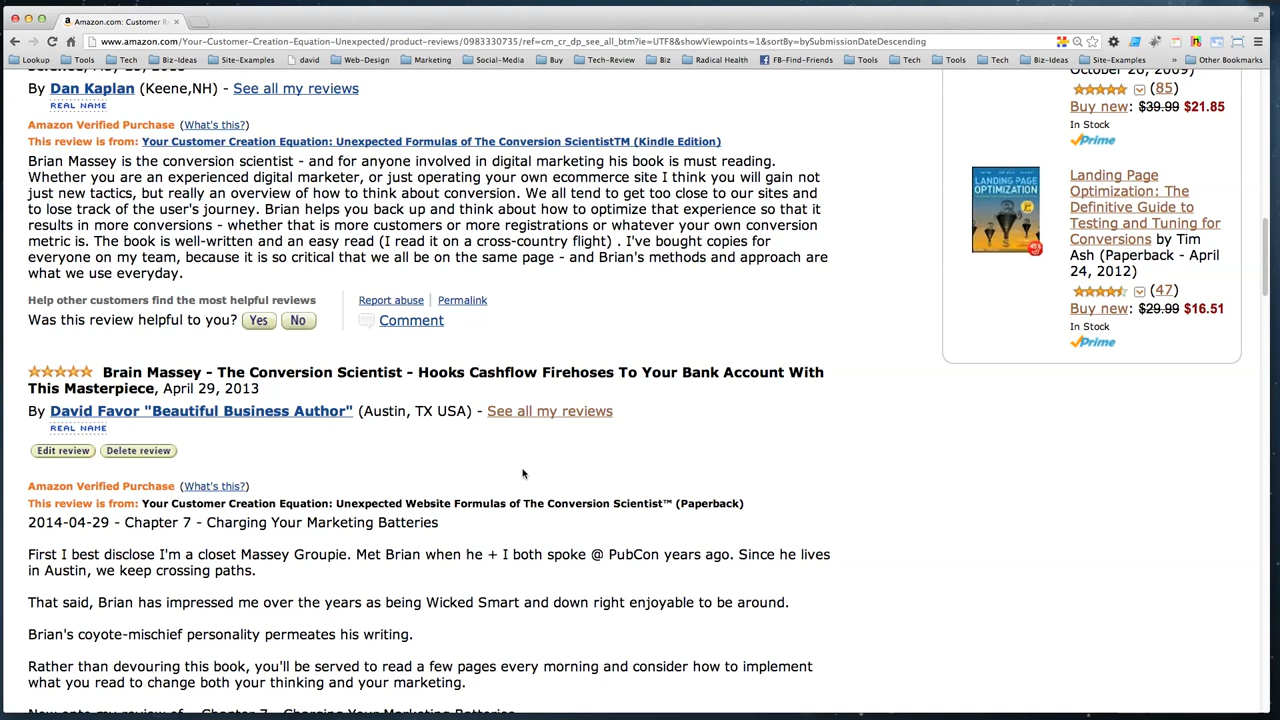 Amazon.com: Customer R
www.amazon.com/Your-Customer-Creation-Equation-Unexpected/product-reviews/0983330735/ref=cm_cr_dp_see_all_btm?ie=UTF8&showViewpoints=1&sortBy=bySubmissionDateDescending
Lookup Tools Tech Biz-Ideas Site-Examples david Web-Design Marketing Social-Media Buy Tech-Review Biz Radical Health FB-Find-Friends Tools Tech Tools Tech Biz-Ideas Site-Examples » Other Bookmarks
By Dan Kaplan (Keene,NH) - See all my reviews
REAL NAME
Amazon Verified Purchase (What's this?)
This review is from: Your Customer Creation Equation: Unexpected Formulas of The Conversion ScientistTM (Kindle Edition)
Brian Massey is the conversion scientist - and for anyone involved in digital marketing his book is must reading.
Whether you are an experienced digital marketer, or just operating your own ecommerce site I think you will gain not
just new tactics, but really an overview of how to think about conversion. We all tend to get too close to our sites and
to lose track of the user's journey. Brian helps you back up and think about how to optimize that experience so that it
results in more conversions - whether that is more customers or more registrations or whatever your own conversion
metric is. The book is well-written and an easy read (I read it on a cross-country flight) . I've bought copies for
everyone on my team, because it is so critical that we all be on the same page - and Brian's methods and approach are
what we use everyday.
Help other customers find the most helpful reviews
Was this review helpful to you? Yes No
Report abuse | Permalink
Comment
Brain Massey - The Conversion Scientist - Hooks Cashflow Firehoses To Your Bank Account With
This Masterpiece, April 29, 2013
By David Favor "Beautiful Business Author" (Austin, TX USA) - See all my reviews
REAL NAME
Edit review Delete review
Amazon Verified Purchase (What's this?)
This review is from: Your Customer Creation Equation: Unexpected Website Formulas of The Conversion Scientist™ (Paperback)
2014-04-29 - Chapter 7 - Charging Your Marketing Batteries
First I best disclose I'm a closet Massey Groupie. Met Brian when he + I both spoke @ PubCon years ago. Since he lives
in Austin, we keep crossing paths.
That said, Brian has impressed me over the years as being Wicked Smart and down right enjoyable to be around.
Brian's coyote-mischief personality permeates his writing.
Rather than devouring this book, you'll be served to read a few pages every morning and consider how to implement
what you read to change both your thinking and your marketing.
Chapter 7 - Charging Your Marketing Batteries
October 20, 2009)
(85)
Buy new: $39.99 $21.85
In Stock
Prime
LANDING PAGE
OPTIMIZATION
Landing Page
Optimization: The
Definitive Guide to
Testing and Tuning for
Conversions by Tim
Ash (Paperback - April
24, 2012)
(47)
Buy new: $29.99 $16.51
In Stock
Prime